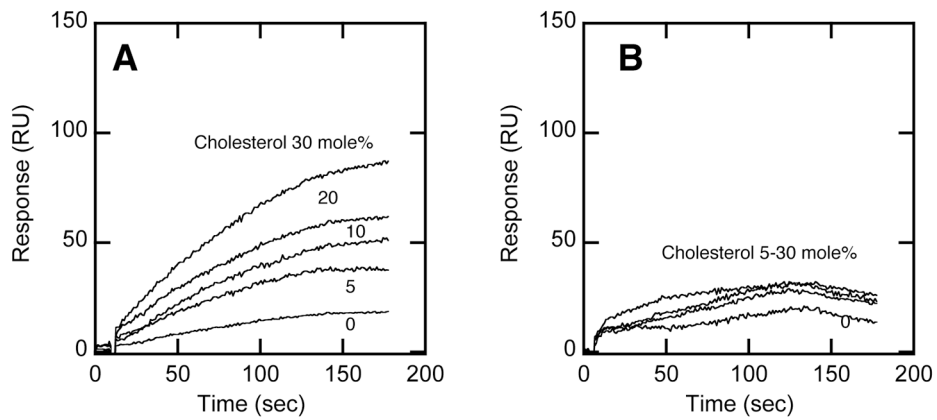 A
150
100
50
0
Response (RU)
Cholesterol 30 mole%
20
10
5
0
0 50 100 150 200
Time (sec)
B
150
100
50
0
Response (RU)
Cholesterol 5-30 mole%
0
0 50 100 150 200
Time (sec)